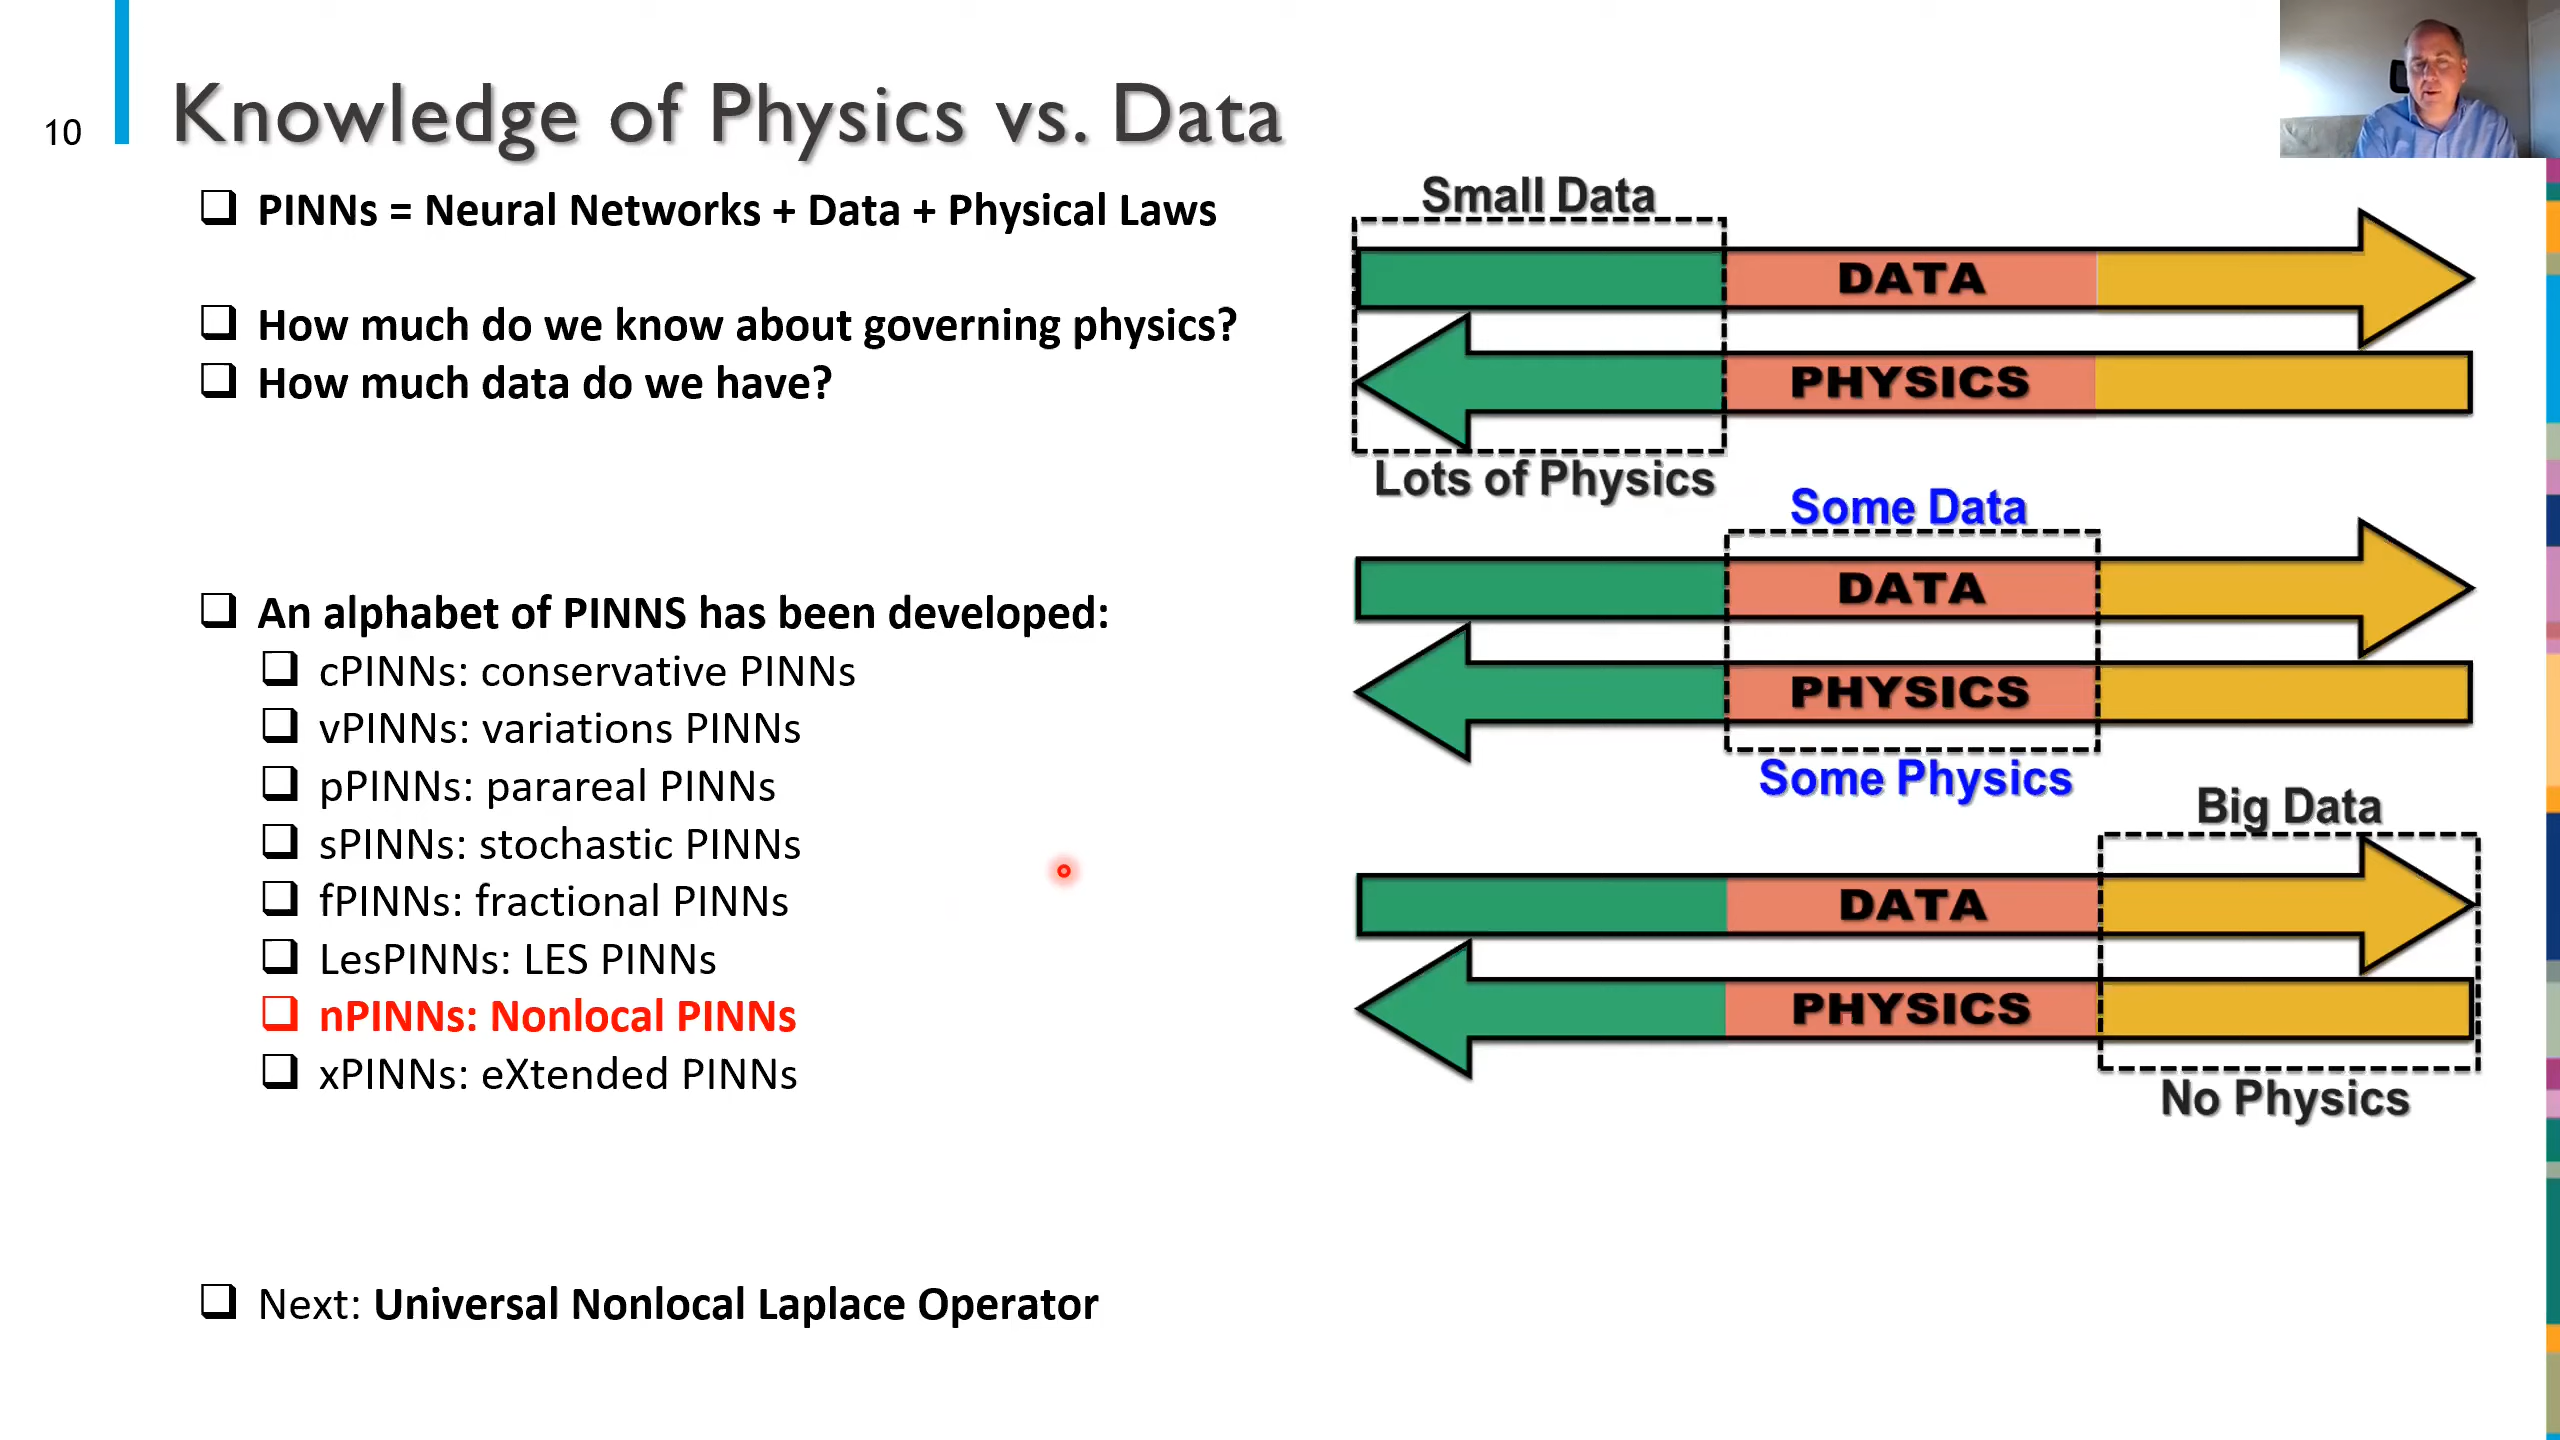 10
Knowledge of Physics vs. Data
PINNs = Neural Networks + Data + Physical Laws
How much do we know about governing physics?
How much data do we have?
An alphabet of PINNS has been developed:
cPINNs: conservative PINNs
vPINNs: variations PINNs
pPINNs: parareal PINNs
sPINNs: stochastic PINNs
fPINNs: fractional PINNs
LesPINNs: LES PINNs
nPINNs: Nonlocal PINNs
xPINNs: eXtended PINNs
Next: Universal Nonlocal Laplace Operator
Small Data
DATA
PHYSICS
Lots of Physics
Some Data
DATA
PHYSICS
Some Physics
Big Data
DATA
PHYSICS
No Physics